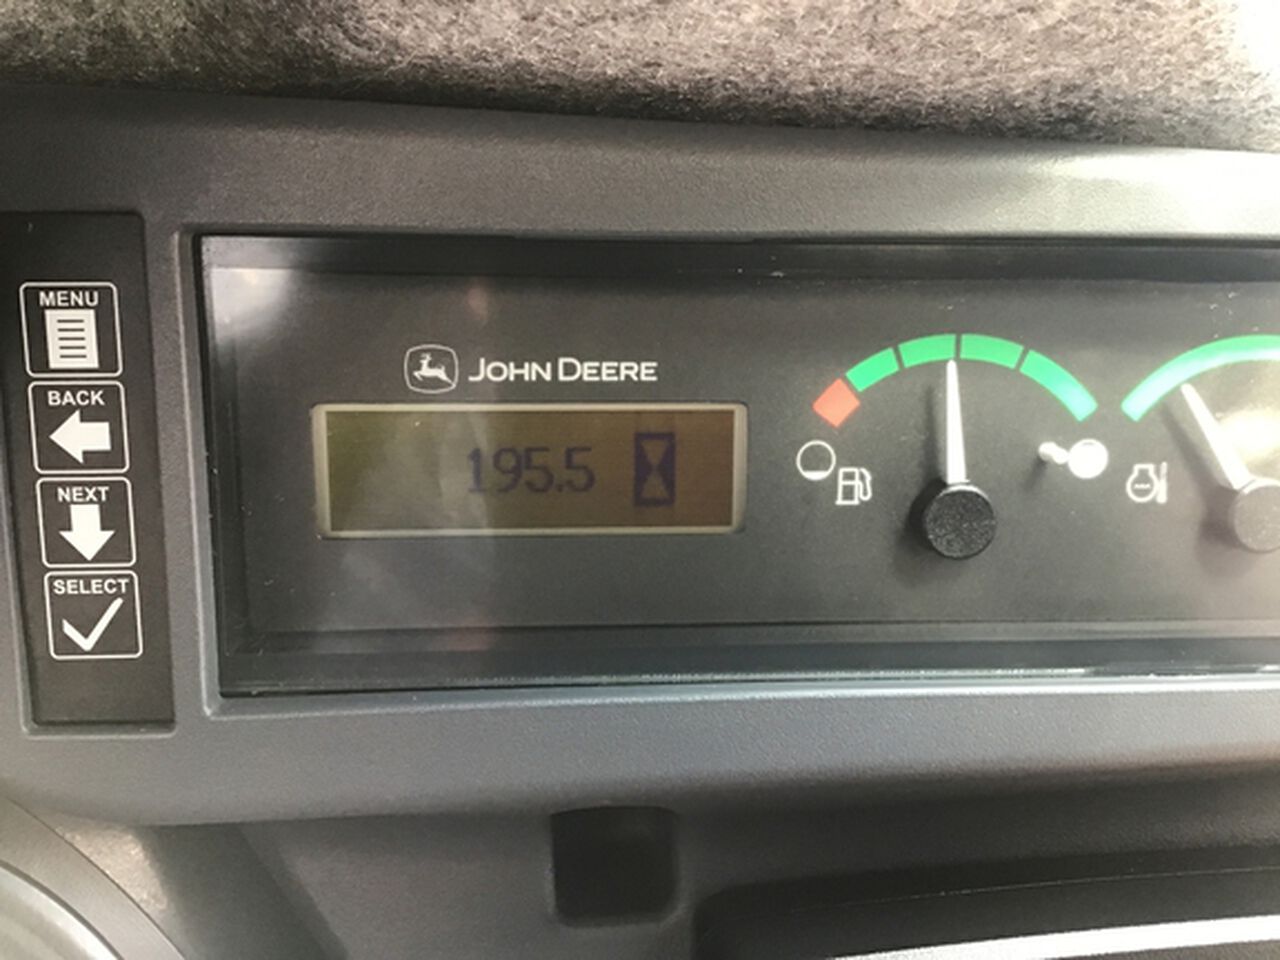 MENU
BACK
NEXT
SELECT
JOHN DEERE
195.5